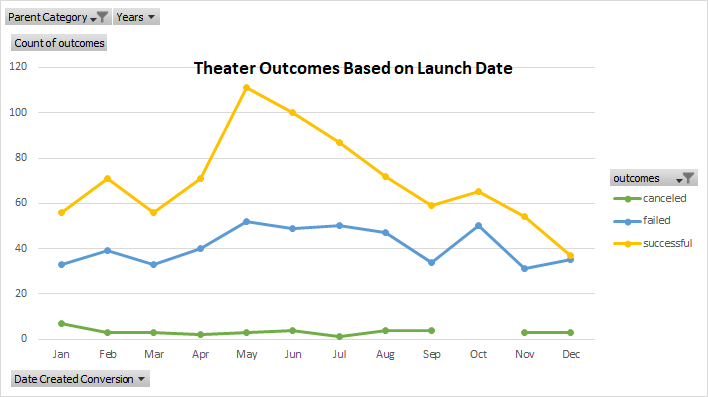 Parent Category Years
Count of outcomes
Theater Outcomes Based on Launch Date
120
100
80
60
40
20
0
Jan Feb Mar Apr May Jun Jul Aug Sep Oct Nov Dec
outcomes
canceled
failed
successful
Date Created Conversion